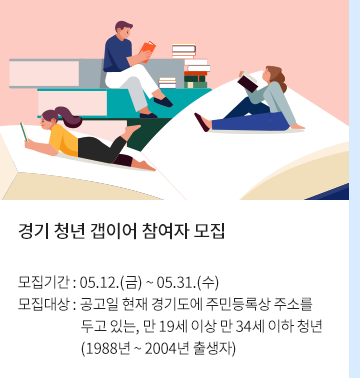 경기 청년 갭이어 참여자 모집
모집기간 : 05.12.(금) ~ 05.31.(수)
모집대상 : 공고일 현재 경기도에 주민등록상 주소를
두고 있는, 만 19세 이상 만 34세 이하 청년
(1988년 ~ 2004년 출생자)